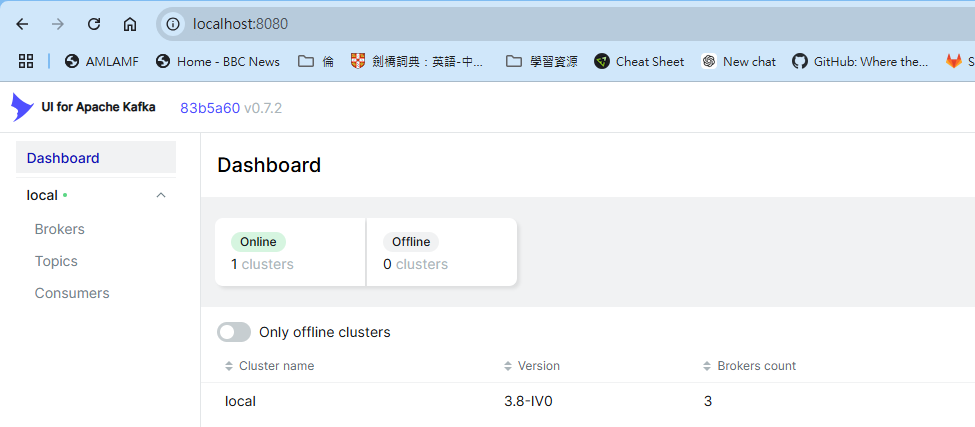 localhost:8080
AMLAMF Home - BBC News 倫 劍橋詞典：英語-中... 學習資源 Cheat Sheet New chat GitHub: Where the... S
UI for Apache Kafka 83b5a60 v0.7.2
Dashboard
local
Brokers
Topics
Consumers
Dashboard
Online Offline
1 clusters 0 clusters
Only offline clusters
Cluster name Version Brokers count
local 3.8-IV0 3